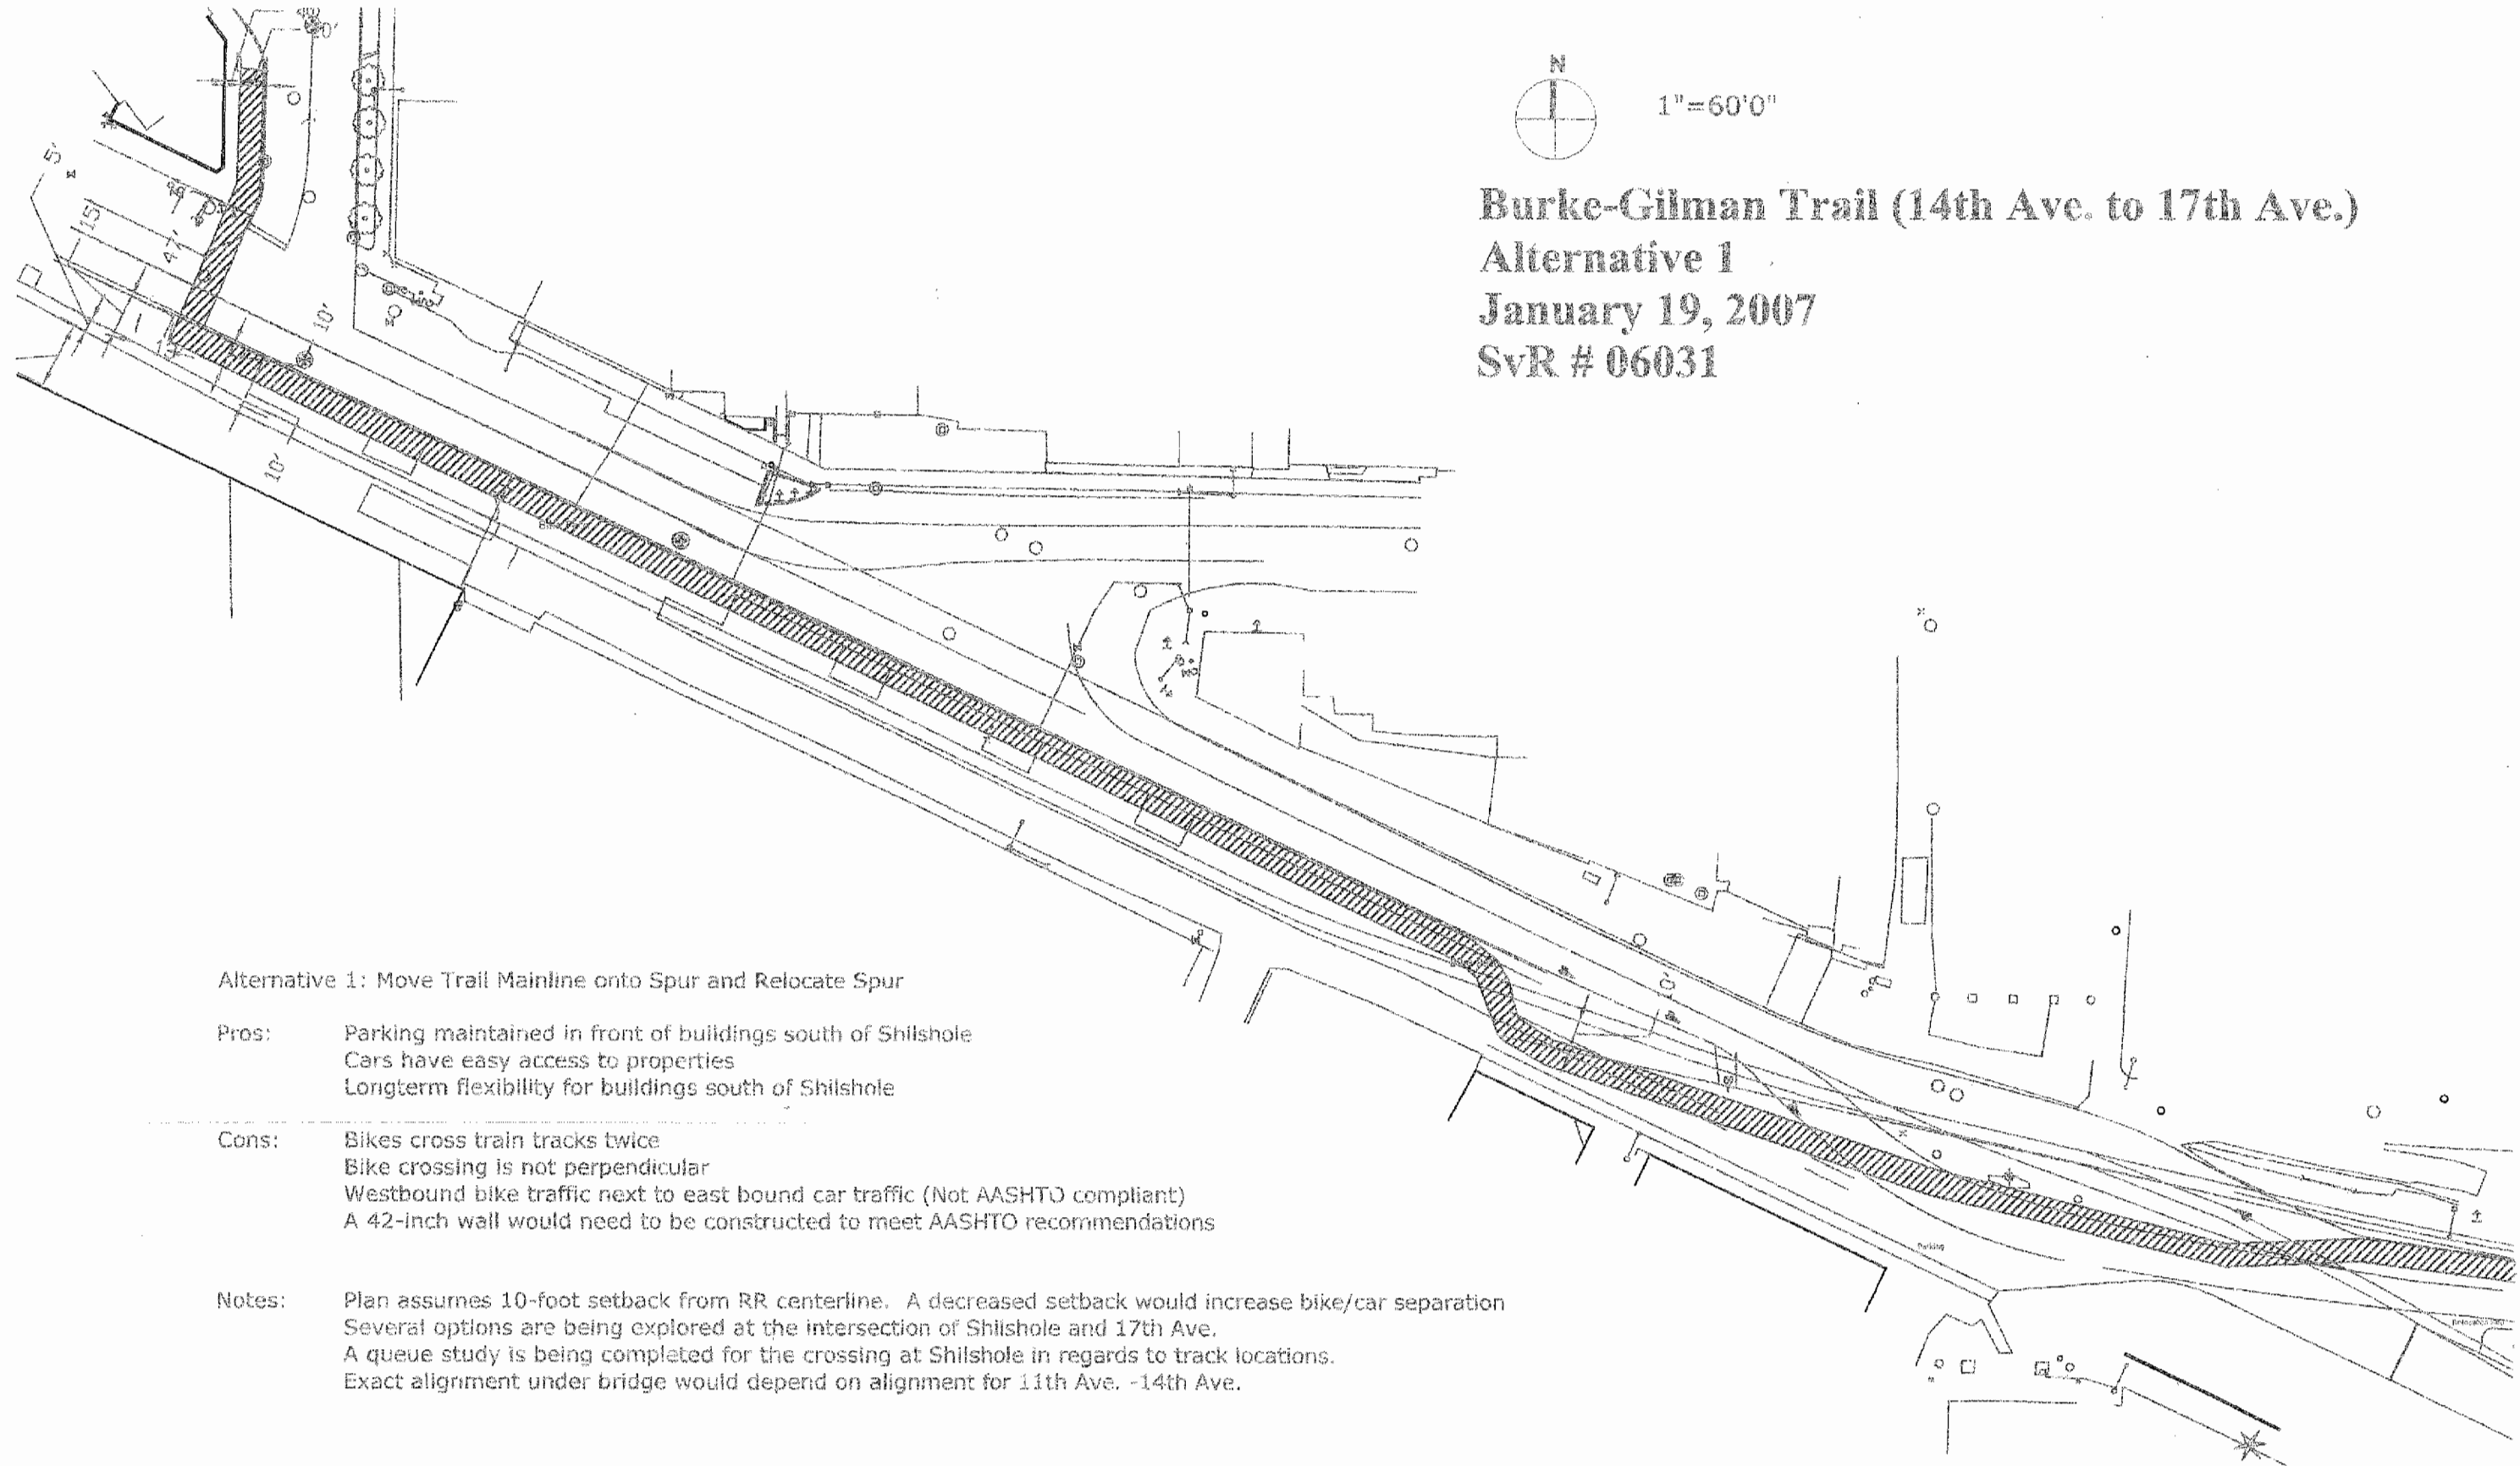 N
1"=60'0"
Burke-Gilman Trail (14th Ave. to 17th Ave.)
Alternative 1
January 19, 2007
SvR # 06031
5'
15'
47'
10'
10'
Alternative 1: Move Trail Mainline onto Spur and Relocate Spur
Pros: Parking maintained in front of buildings south of Shilshole
Cars have easy access to properties
Longterm flexibility for buildings south of Shilshole
Cons: Bikes cross train tracks twice
Bike crossing is not perpendicular
Westbound bike traffic next to east bound car traffic (Not AASHTO compliant)
A 42-inch wall would need to be constructed to meet AASHTO recommendations
Parking
Notes: Plan assumes 10-foot setback from RR centerline. A decreased setback would increase bike/car separation
Several options are being explored at the intersection of Shilshole and 17th Ave.
A queue study is being completed for the crossing at Shilshole in regards to track locations.
Exact alignment under bridge would depend on alignment for 11th Ave. -14th Ave.